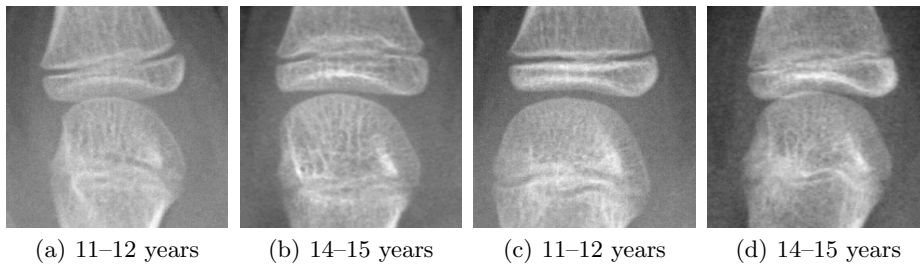 (a) 11–12 years
(b) 14–15 years
(c) 11–12 years
(d) 14–15 years